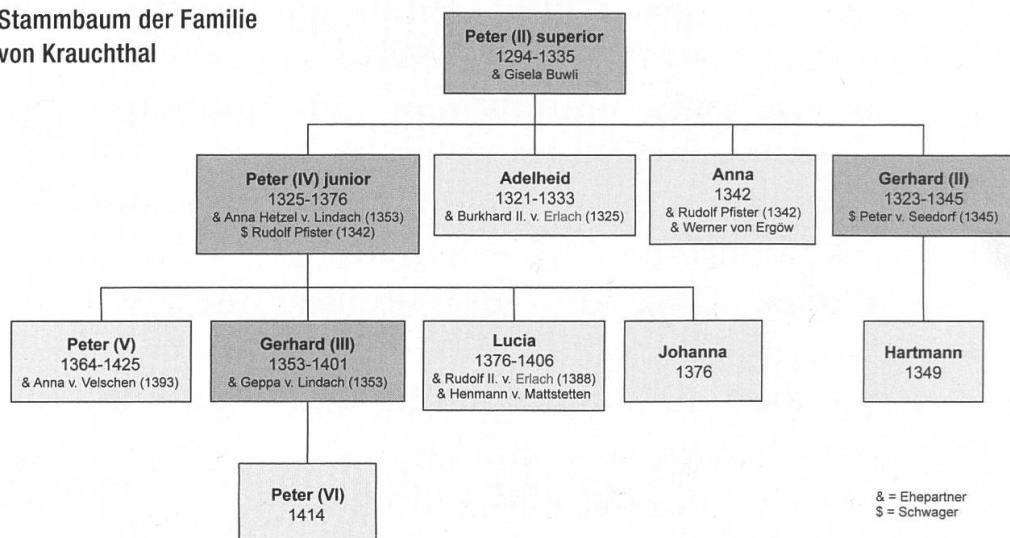 Stammbaum der Familie
von Krauchthal
Peter (II) superior
1294-1335
& Gisela Buwli
Peter (IV) junior
1325-1376
& Anna Hetzel v. Lindach (1353)
$ Rudolf Pfister (1342)
Adelheid
1321-1333
& Burkhard II. v. Erlach (1325)
Anna
1342
& Rudolf Pfister (1342)
& Werner von Ergöw
Gerhard (II)
1323-1345
$ Peter v. Seedorf (1345)
Peter (V)
1364-1425
& Anna v. Velschen (1393)
Gerhard (III)
1353-1401
& Geppa v. Lindach (1353)
Lucia
1376-1406
& Rudolf II. v. Erlach (1388)
& Henmann v. Mattstetten
Johanna
1376
Hartmann
1349
Peter (VI)
1414
& = Ehepartner
$ = Schwager